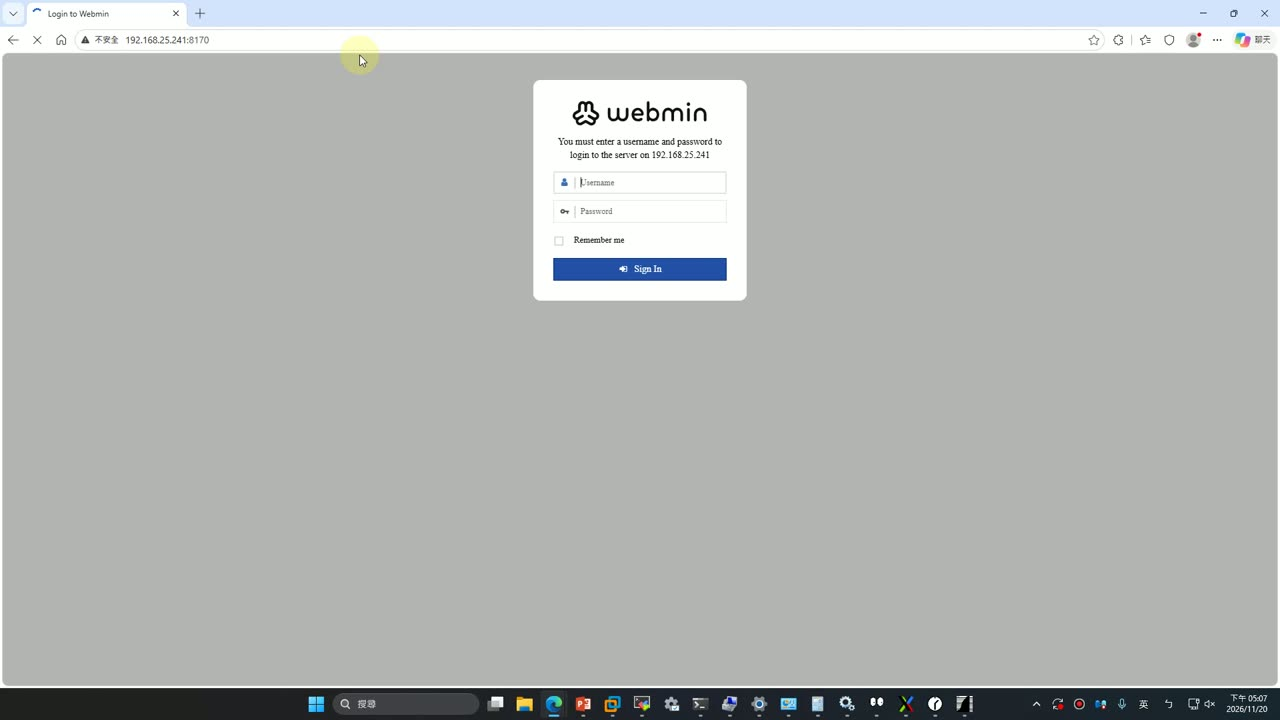 Login to Webmin
不安全 192.168.25.241:8170
聊天
webmin
You must enter a username and password to
login to the server on 192.168.25.241
Username
Password
Remember me
Sign In
搜尋
英
下午 05:07
2026/11/20